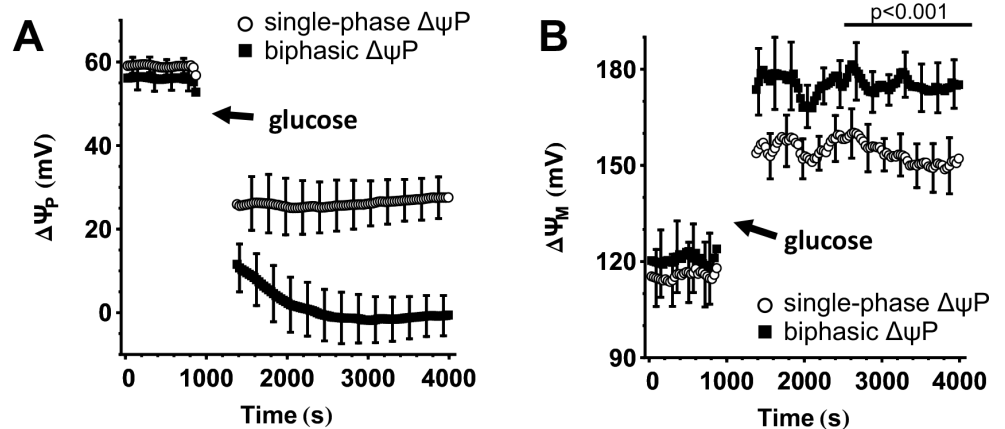 A
○ single-phase ΔψP
■ biphasic ΔψP
60
40
20
0
ΔΨP (mV)
glucose
0 1000 2000 3000 4000
Time (s)
B
p<0.001
180
150
120
90
ΔΨM (mV)
glucose
○ single-phase ΔψP
■ biphasic ΔψP
0 1000 2000 3000 4000
Time (s)